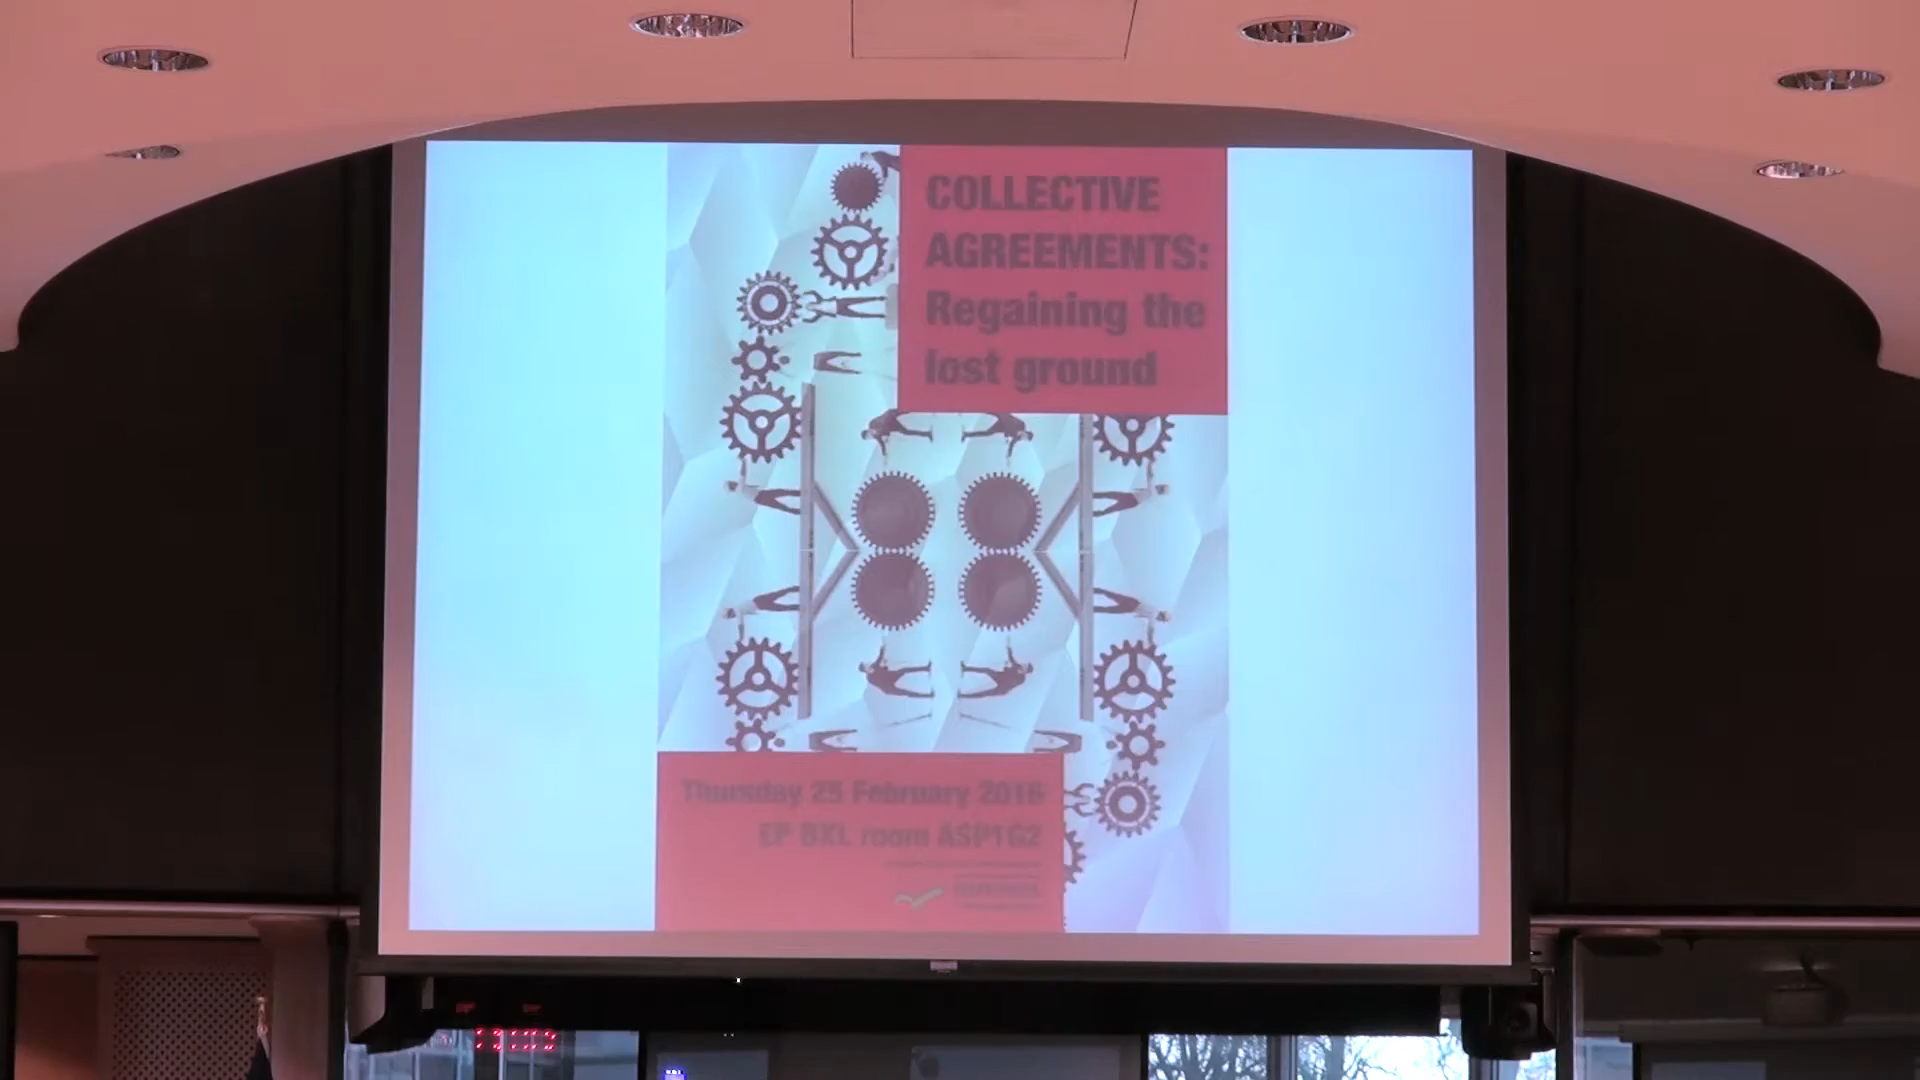 COLLECTIVE
AGREEMENTS:
Regaining the
lost ground
Thursday 25 February 2016
EP BXL room ASP1G2